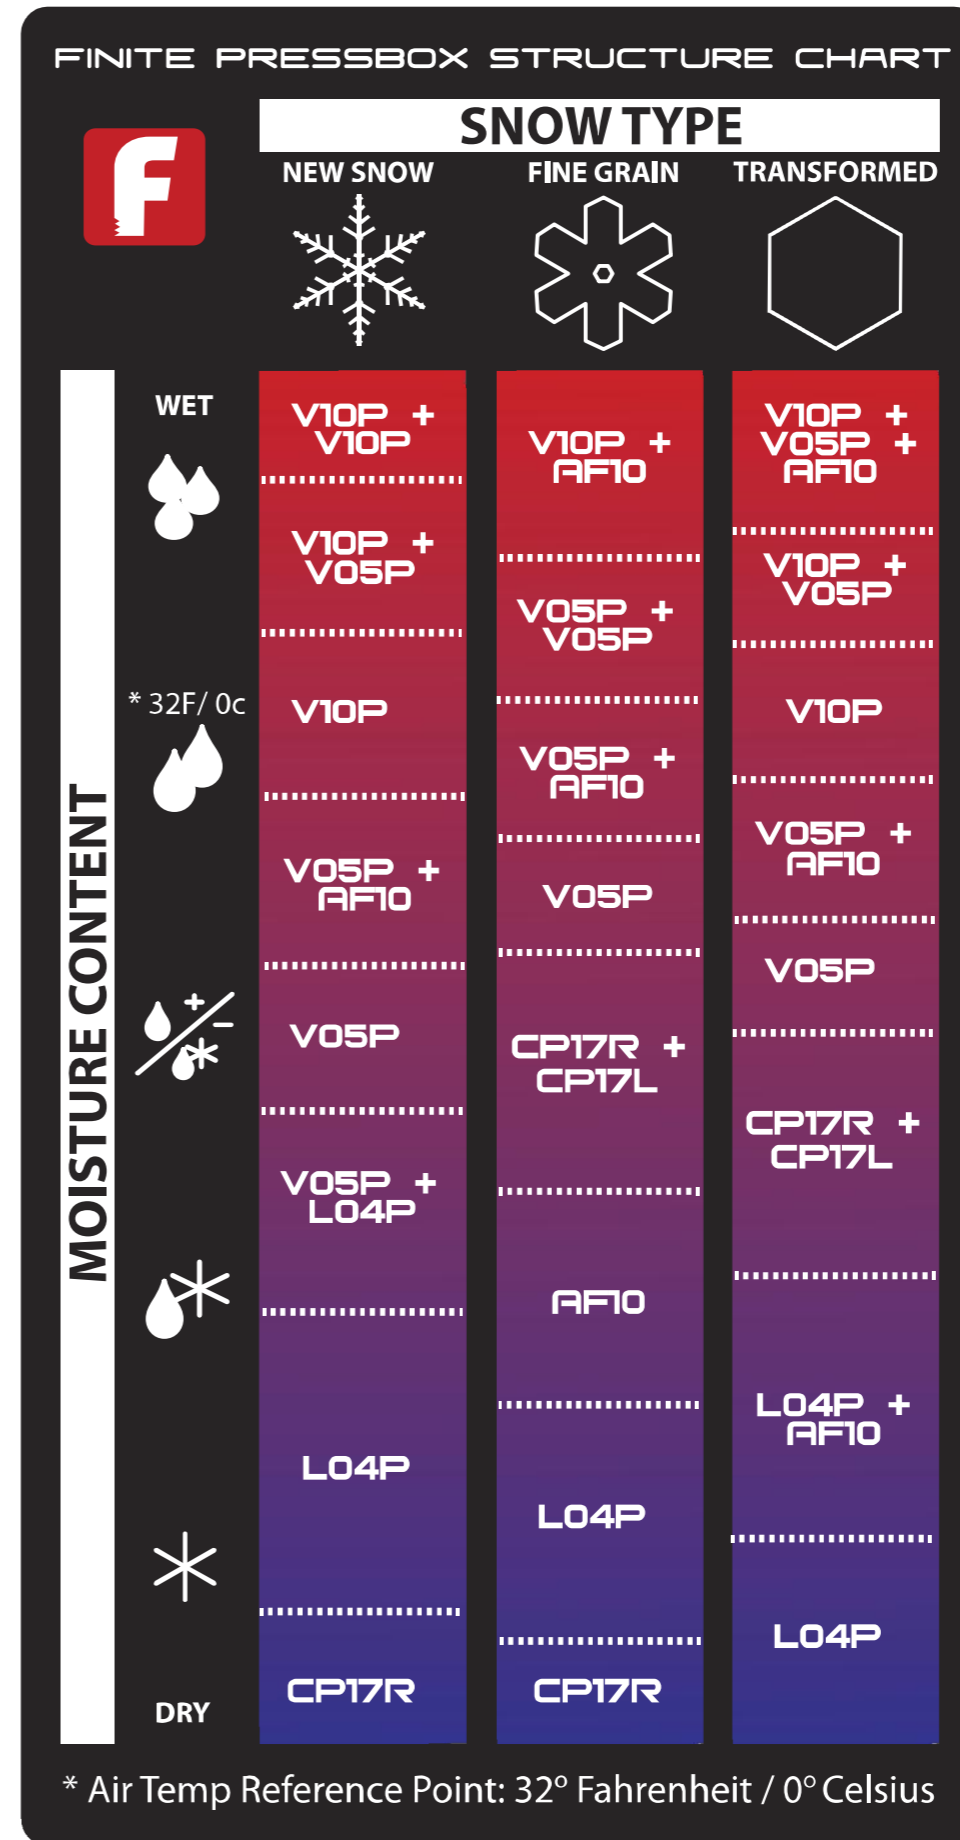 FINITE PRESSBOX STRUCTURE CHART
F
SNOW TYPE
NEW SNOW
FINE GRAIN
TRANSFORMED
MOISTURE CONTENT
WET
* 32F/ 0c
DRY
V10P +
V10P
V10P +
V05P
V10P
V05P +
AF10
V05P
V05P +
L04P
L04P
CP17R
V10P +
AF10
V05P +
V05P
V05P +
AF10
V05P
CP17R +
CP17L
AF10
L04P
CP17R
V10P +
V05P +
AF10
V10P +
V05P
V10P
V05P +
AF10
V05P
CP17R +
CP17L
L04P +
AF10
L04P
* Air Temp Reference Point: 32° Fahrenheit / 0° Celsius